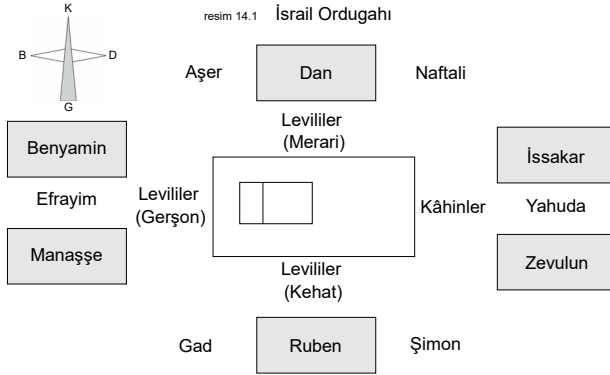 K
resim 14.1 İsrail Ordugahı
B D
Aşer Dan Naftali
G
Levililer
(Merari)
Benyamin
İssakar
Efrayim
Levililer
(Gerşon)
Kâhinler
Yahuda
Manaşşe
Zevulun
Levililer
(Kehat)
Gad Ruben Şimon